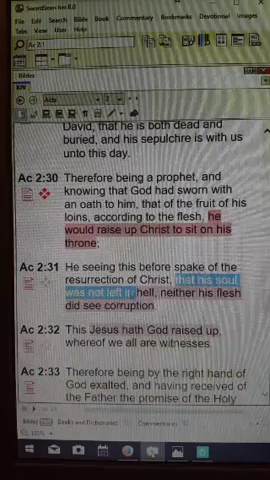 SwordSearcher 8.0
File Edit Search Bible Book Commentary Bookmarks Devotional Images
Tabs View User Help
Ac 2:1
Bibles
KJV
Acts 2
David, that he is both dead and
buried, and his sepulchre is with us
unto this day.
Ac 2:30 Therefore being a prophet, and
knowing that God had sworn with
an oath to him, that of the fruit of his
loins, according to the flesh, he
would raise up Christ to sit on his
throne;
Ac 2:31 He seeing this before spake of the
resurrection of Christ, that his soul
was not left in hell, neither his flesh
did see corruption.
Ac 2:32 This Jesus hath God raised up,
whereof we all are witnesses.
Ac 2:33 Therefore being by the right hand of
God exalted, and having received of
the Father the promise of the Holy
Bibles Books and Dictionaries Commentaries